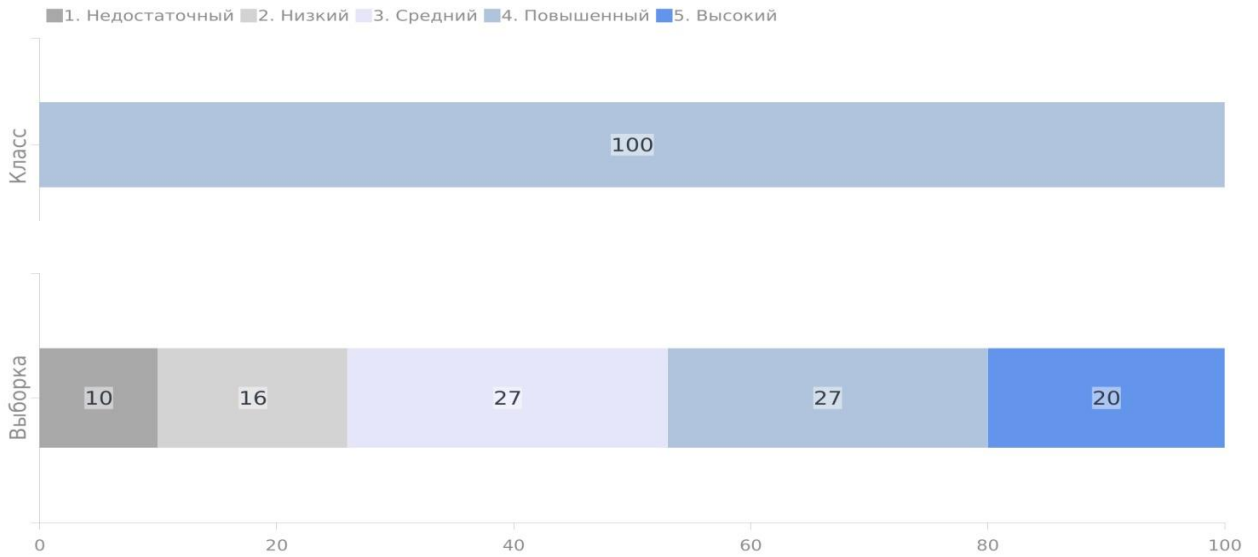 1. Недостаточный 2. Низкий 3. Средний 4. Повышенный 5. Высокий
Класс
100
Выборка
10 16 27 27 20
0 20 40 60 80 100